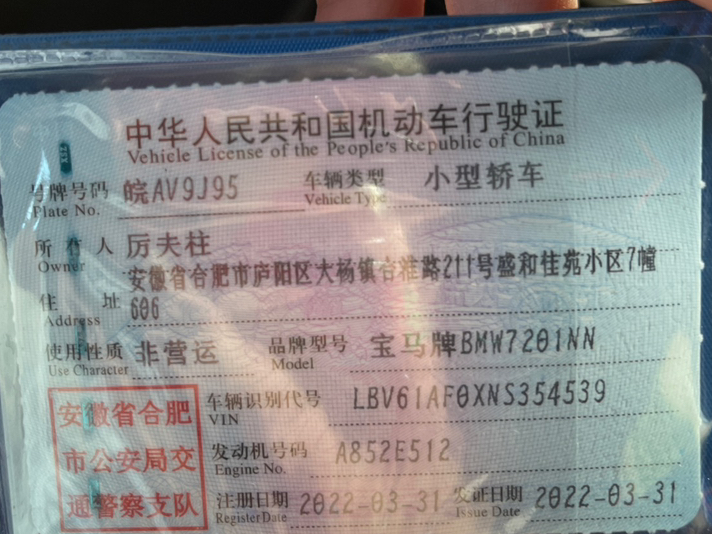 中华人民共和国机动车行驶证
Vehicle License of the People's Republic of China
号牌号码 皖AV9J95 车辆类型 小型轿车
Plate No. Vehicle Type
所有人 厉夫柱
Owner
安徽省合肥市庐阳区大杨镇合淮路211号盛和佳苑小区7幢
住址 606
Address
使用性质 非营运 品牌型号 宝马牌BMW7201NN
Use Character Model
安徽省合肥 车辆识别代号 LBV61AF0XNS354539
VIN
市公安局交 发动机号码 A852E512
Engine No.
通警察支队 注册日期 2022-03-31 发证日期 2022-03-31
Register Date Issue Date